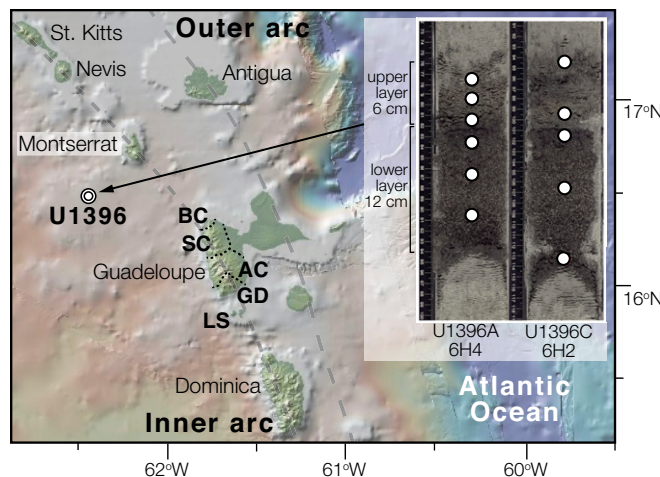 St. Kitts
Nevis
Outer arc
Antigua
Montserrat
U1396
BC
SC
Guadeloupe
AC
GD
LS
Dominica
Inner arc
Atlantic
Ocean
upper
layer
6 cm
lower
layer
12 cm
U1396A
6H4
U1396C
6H2
17°N
16°N
62°W
61°W
60°W